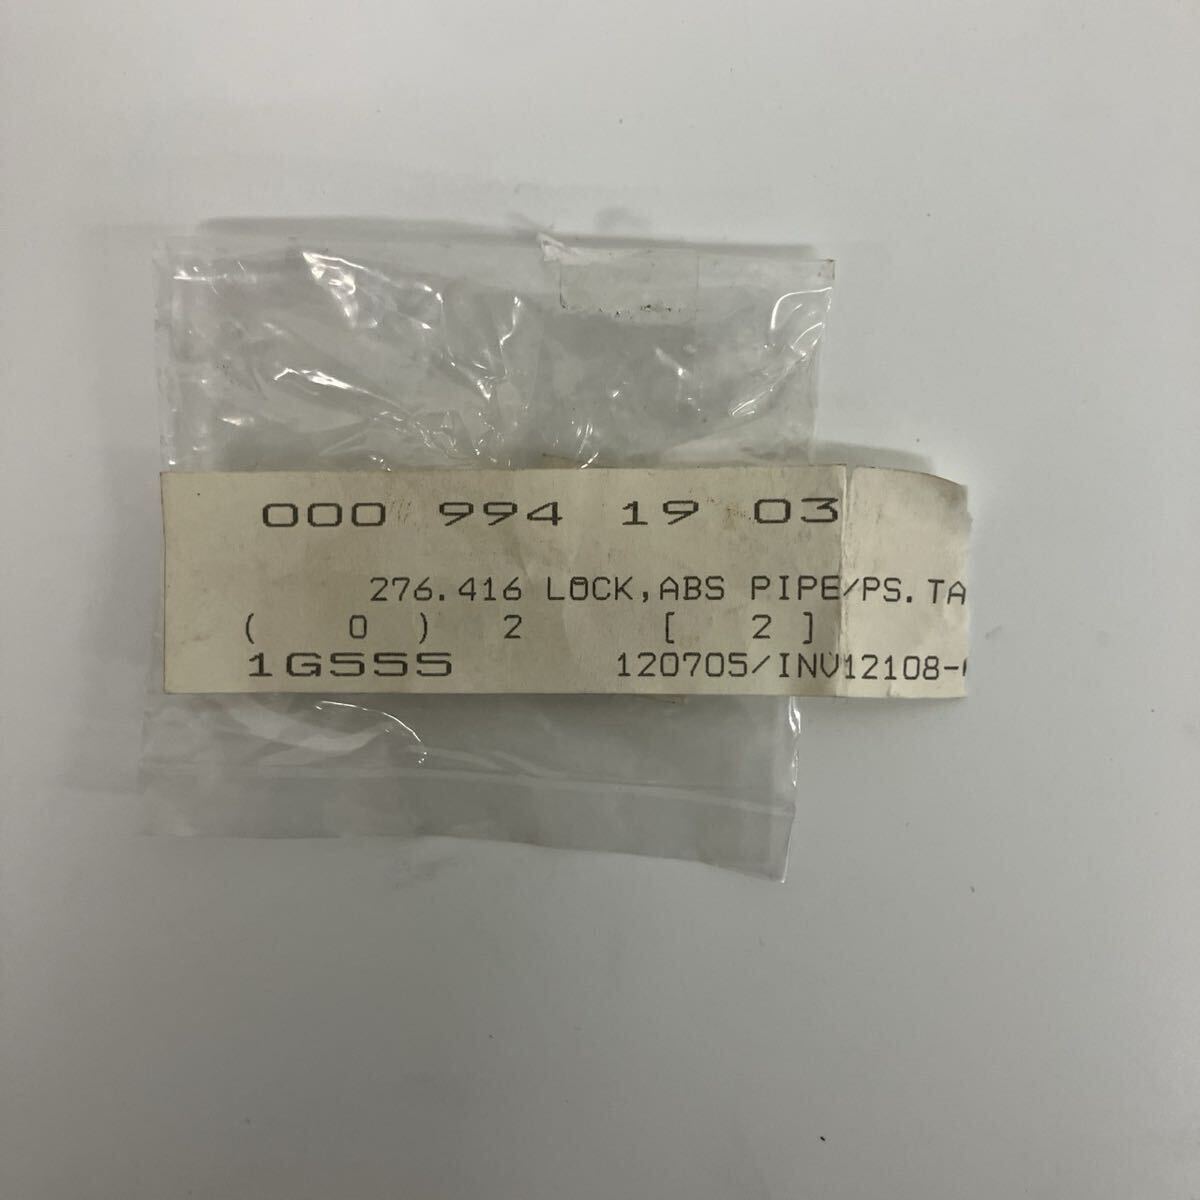 000 994 19 03
276.416 LOCK,ABS PIPE/PS.TA
( 0 ) 2 [ 2 ]
1G555 120705/INV12108-